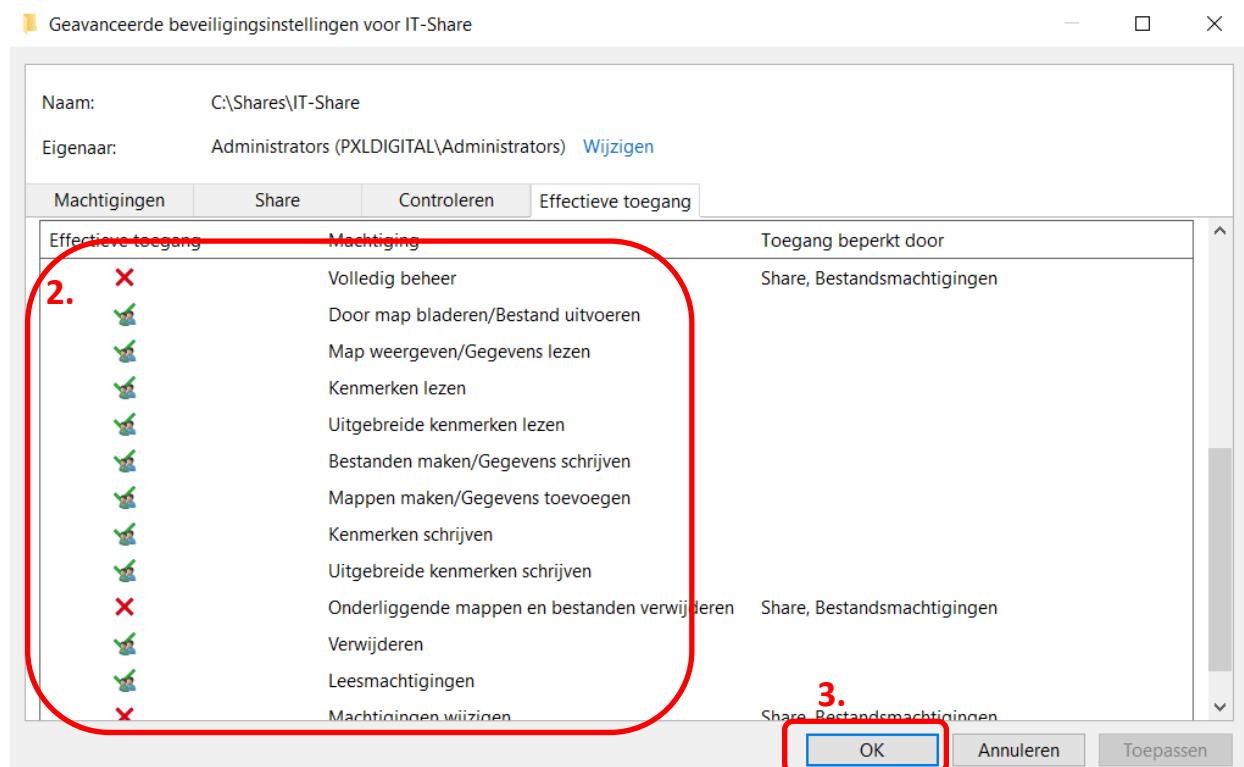 Geavanceerde beveiligingsinstellingen voor IT-Share
Naam: C:\Shares\IT-Share
Eigenaar: Administrators (PXLDIGITAL\Administrators) Wijzigen
Machtigingen Share Controleren Effectieve toegang
Effectieve toegang Machtiging Toegang beperkt door
2.
Volledig beheer Share, Bestandsmachtigingen
Door map bladeren/Bestand uitvoeren
Map weergeven/Gegevens lezen
Kenmerken lezen
Uitgebreide kenmerken lezen
Bestanden maken/Gegevens schrijven
Mappen maken/Gegevens toevoegen
Kenmerken schrijven
Uitgebreide kenmerken schrijven
Onderliggende mappen en bestanden verwijderen Share, Bestandsmachtigingen
Verwijderen
Leesmachtigingen
Machtigingen wijzigen Share, Bestandsmachtigingen
3.
OK Annuleren Toepassen